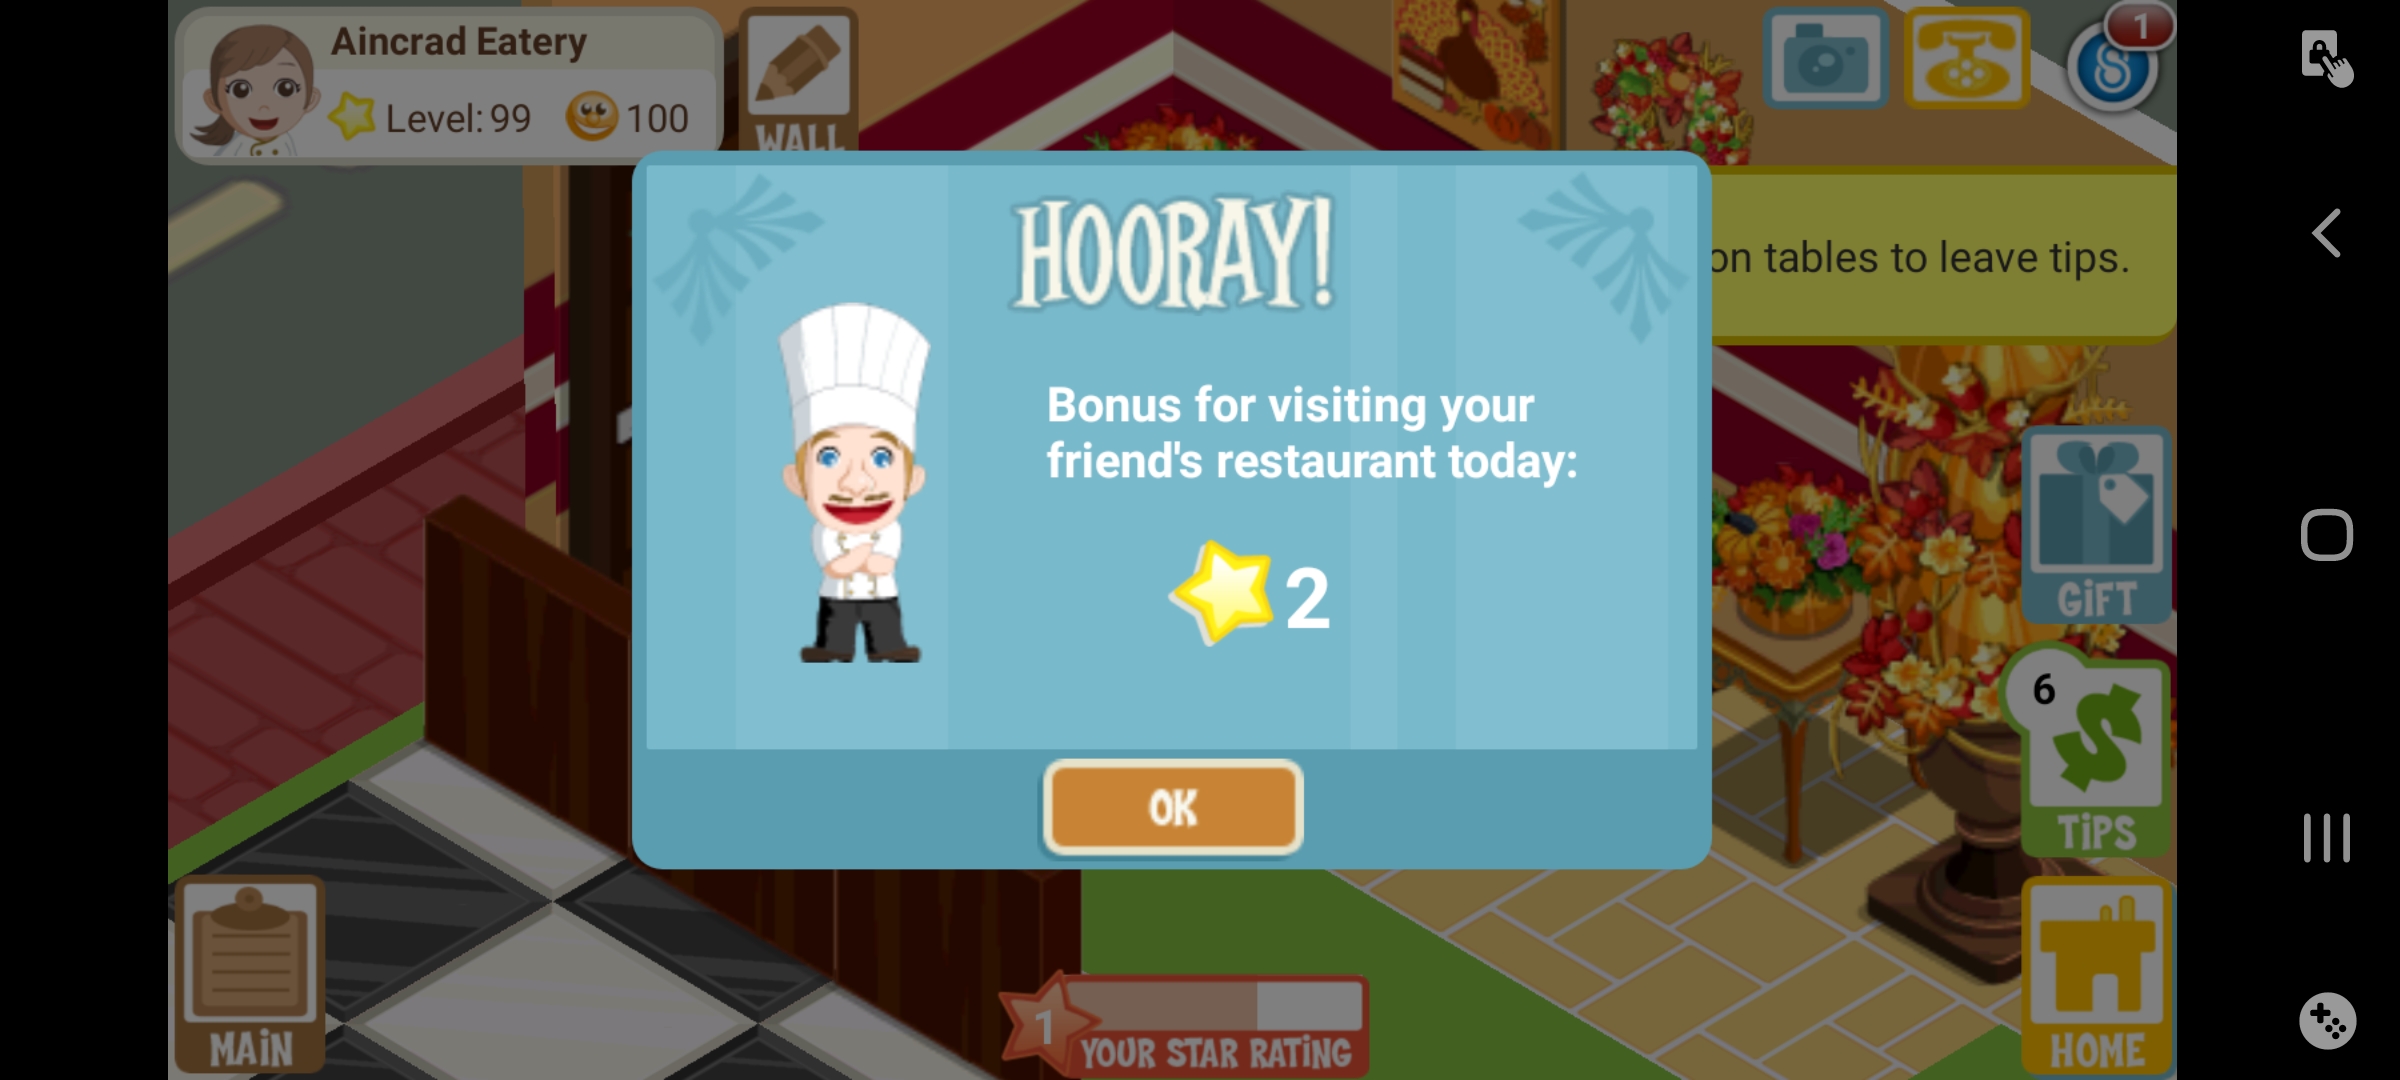 Aincrad Eatery
Level: 99
100
WALL
1
HOORAY!
on tables to leave tips.
Bonus for visiting your
friend's restaurant today:
2
GIFT
6
TIPS
OK
MAIN
1
YOUR STAR RATING
HOME